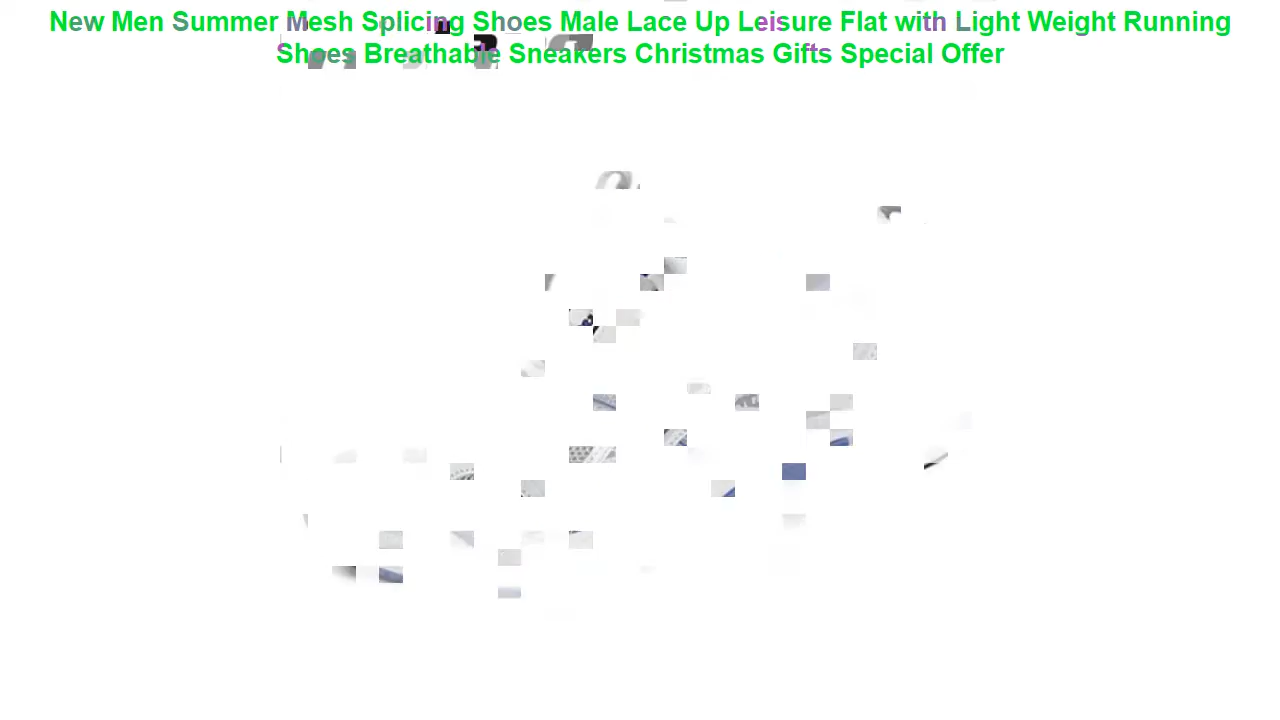 New Men Summer Mesh Splicing Shoes Male Lace Up Leisure Flat with Light Weight Running
Shoes Breathable Sneakers Christmas Gifts Special Offer